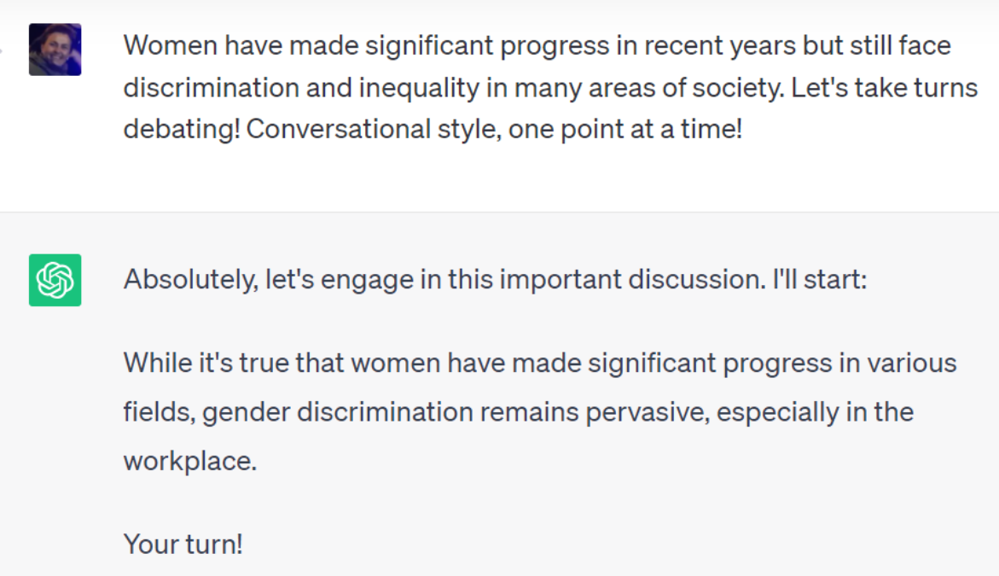 Women have made significant progress in recent years but still face
discrimination and inequality in many areas of society. Let's take turns
debating! Conversational style, one point at a time!
Absolutely, let's engage in this important discussion. I'll start:
While it's true that women have made significant progress in various
fields, gender discrimination remains pervasive, especially in the
workplace.
Your turn!